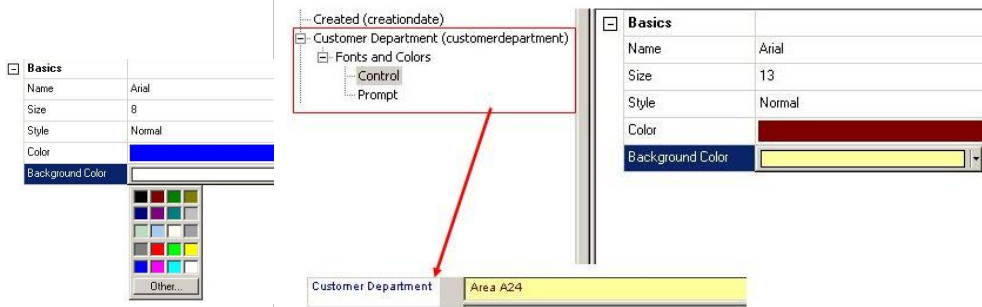 Basics
Name Arial
Size 8
Style Normal
Color
Background Color
Other...
Created (creationdate)
Customer Department (customerdepartment)
Fonts and Colors
Control
Prompt
Basics
Name Arial
Size 13
Style Normal
Color
Background Color
Customer Department Area A24